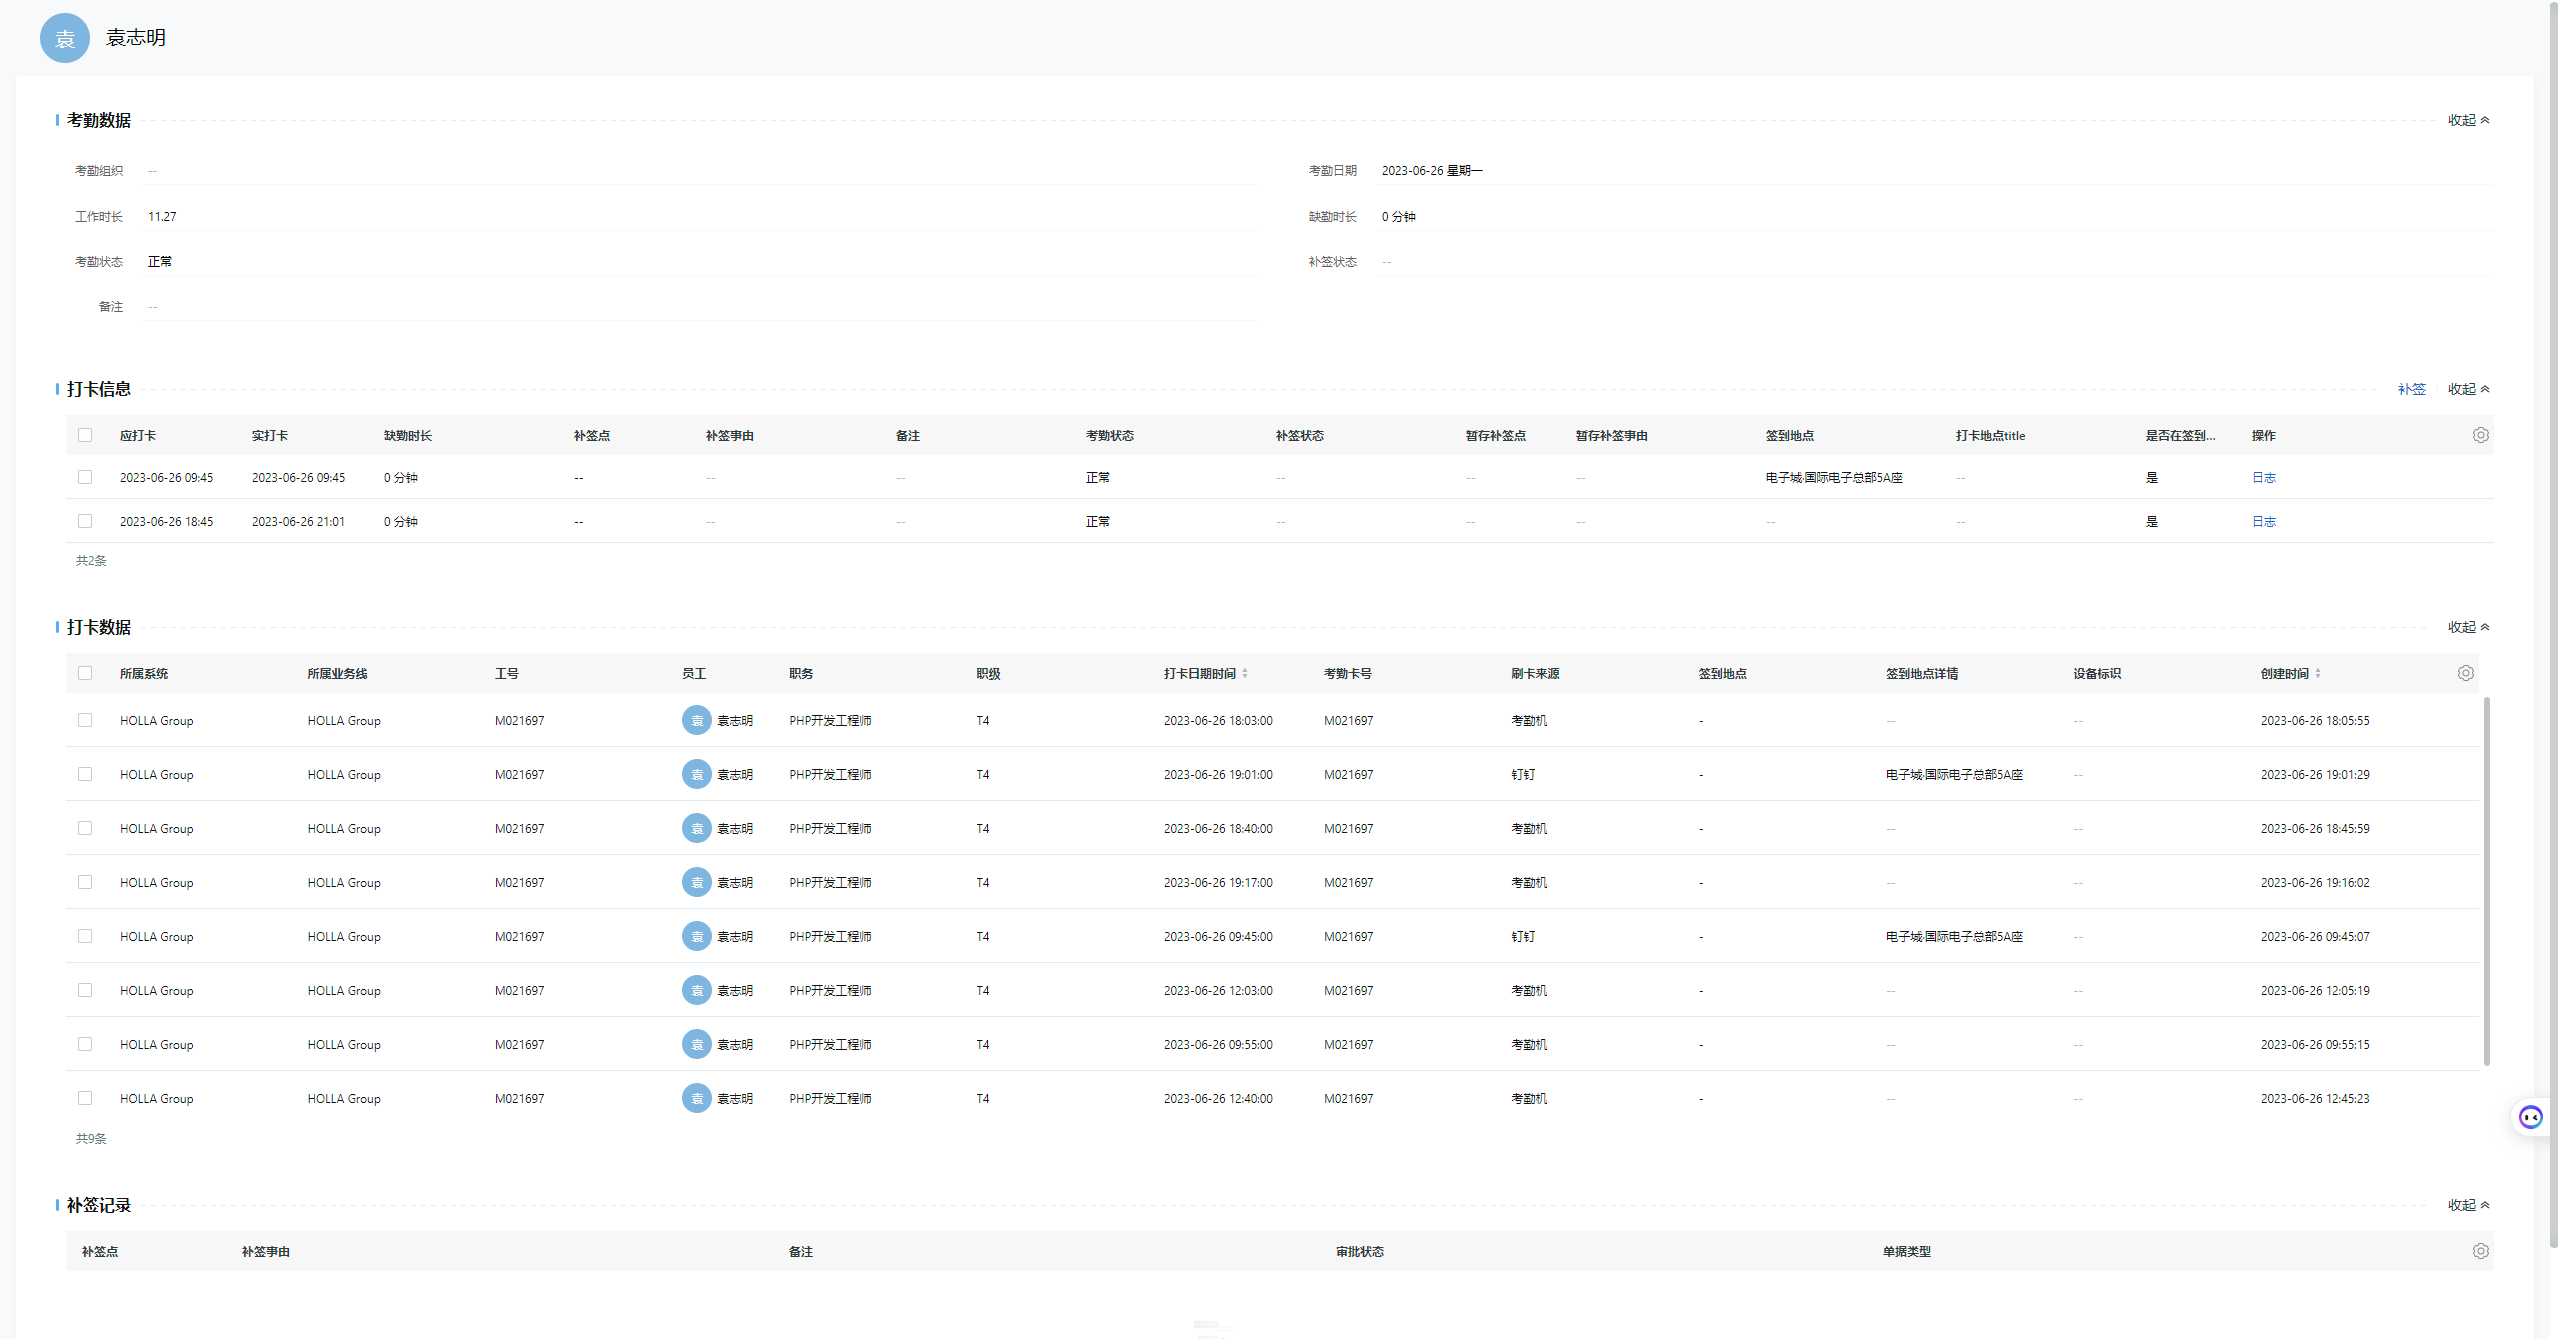 袁 袁志明
考勤数据 收起
考勤组织 -- 考勤日期 2023-06-26 星期一
工作时长 11.27 缺勤时长 0 分钟
考勤状态 正常 补签状态 --
备注 --
打卡信息 补签 收起
应打卡 实打卡 缺勤时长 补签点 补签事由 备注 考勤状态 补签状态 暂存补签点 暂存补签事由 签到地点 打卡地点title 是否在签到... 操作
2023-06-26 09:45 2023-06-26 09:45 0 分钟 -- -- -- 正常 -- -- -- 电子城·国际电子总部5A座 -- 是 日志
2023-06-26 18:45 2023-06-26 21:01 0 分钟 -- -- -- 正常 -- -- -- -- -- 是 日志
共2条
打卡数据 收起
所属系统 所属业务线 工号 员工 职务 职级 打卡日期时间 考勤卡号 刷卡来源 签到地点 签到地点详情 设备标识 创建时间
HOLLA Group HOLLA Group M021697 袁 袁志明 PHP开发工程师 T4 2023-06-26 18:03:00 M021697 考勤机 - -- -- 2023-06-26 18:05:55
HOLLA Group HOLLA Group M021697 袁 袁志明 PHP开发工程师 T4 2023-06-26 19:01:00 M021697 钉钉 - 电子城·国际电子总部5A座 -- 2023-06-26 19:01:29
HOLLA Group HOLLA Group M021697 袁 袁志明 PHP开发工程师 T4 2023-06-26 18:40:00 M021697 考勤机 - -- -- 2023-06-26 18:45:59
HOLLA Group HOLLA Group M021697 袁 袁志明 PHP开发工程师 T4 2023-06-26 19:17:00 M021697 考勤机 - -- -- 2023-06-26 19:16:02
HOLLA Group HOLLA Group M021697 袁 袁志明 PHP开发工程师 T4 2023-06-26 09:45:00 M021697 钉钉 - 电子城·国际电子总部5A座 -- 2023-06-26 09:45:07
HOLLA Group HOLLA Group M021697 袁 袁志明 PHP开发工程师 T4 2023-06-26 12:03:00 M021697 考勤机 - -- -- 2023-06-26 12:05:19
HOLLA Group HOLLA Group M021697 袁 袁志明 PHP开发工程师 T4 2023-06-26 09:55:00 M021697 考勤机 - -- -- 2023-06-26 09:55:15
HOLLA Group HOLLA Group M021697 袁 袁志明 PHP开发工程师 T4 2023-06-26 12:40:00 M021697 考勤机 - -- -- 2023-06-26 12:45:23
共9条
补签记录 收起
补签点 补签事由 备注 审批状态 单据类型